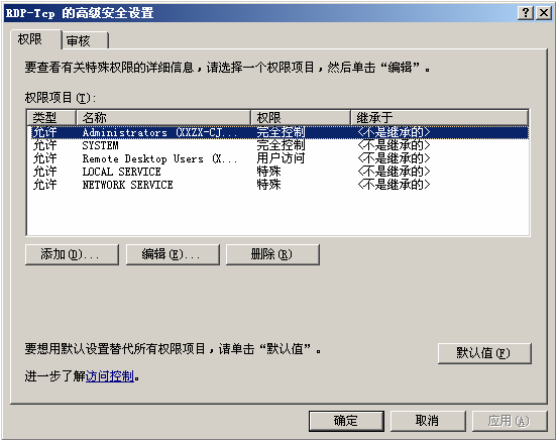 RDP-Tcp 的高级安全设置
权限 审核
要查看有关特殊权限的详细信息，请选择一个权限项目，然后单击“编辑”。
权限项目(T):
类型 名称 权限 继承于
允许 Administrators (XXZX-CJ... 完全控制 <不是继承的>
允许 SYSTEM 完全控制 <不是继承的>
允许 Remote Desktop Users (X... 用户访问 <不是继承的>
允许 LOCAL SERVICE 特殊 <不是继承的>
允许 NETWORK SERVICE 特殊 <不是继承的>
添加(D)... 编辑(E)... 删除(R)
要想用默认设置替代所有权限项目，请单击“默认值”。
默认值(F)
进一步了解访问控制。
确定 取消 应用(A)